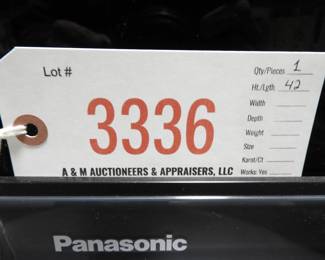 Lot #
3336
A & M AUCTIONEERS & APPRAISERS, LLC
Qty/Pieces 1
Ht./Lgth 42
Width
Depth
Weight
Size
Karat/Ct
Works: Yes
Panasonic